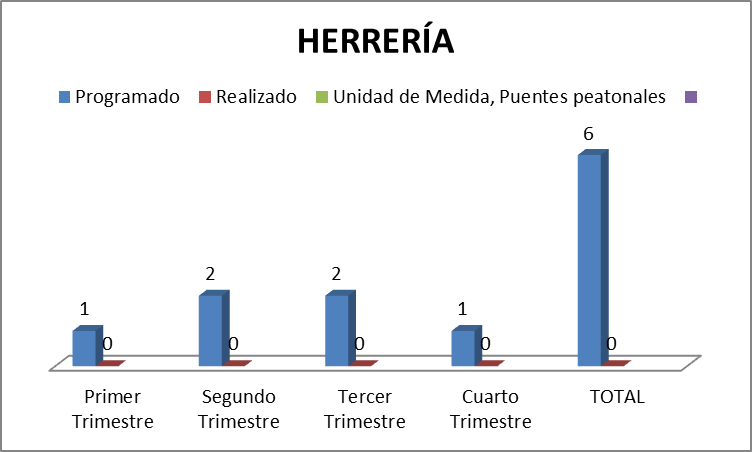 HERRERÍA
Programado Realizado Unidad de Medida, Puentes peatonales
6
2 2
1 1
0 0 0 0 0
Primer Segundo Tercer Cuarto TOTAL
Trimestre Trimestre Trimestre Trimestre